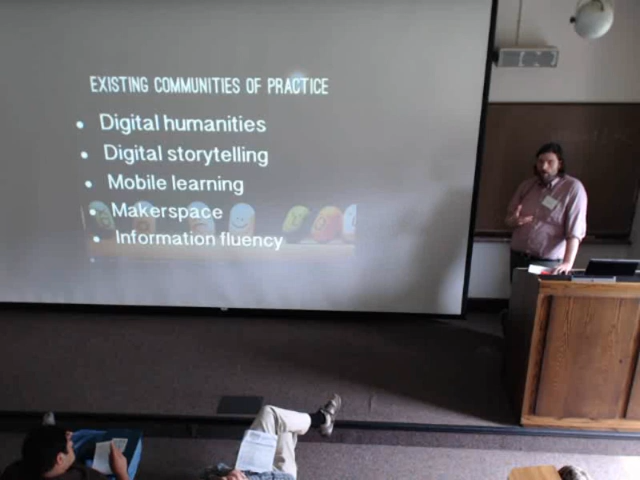 EXISTING COMMUNITIES OF PRACTICE
• Digital humanities
• Digital storytelling
• Mobile learning
• Makerspace
• Information fluency